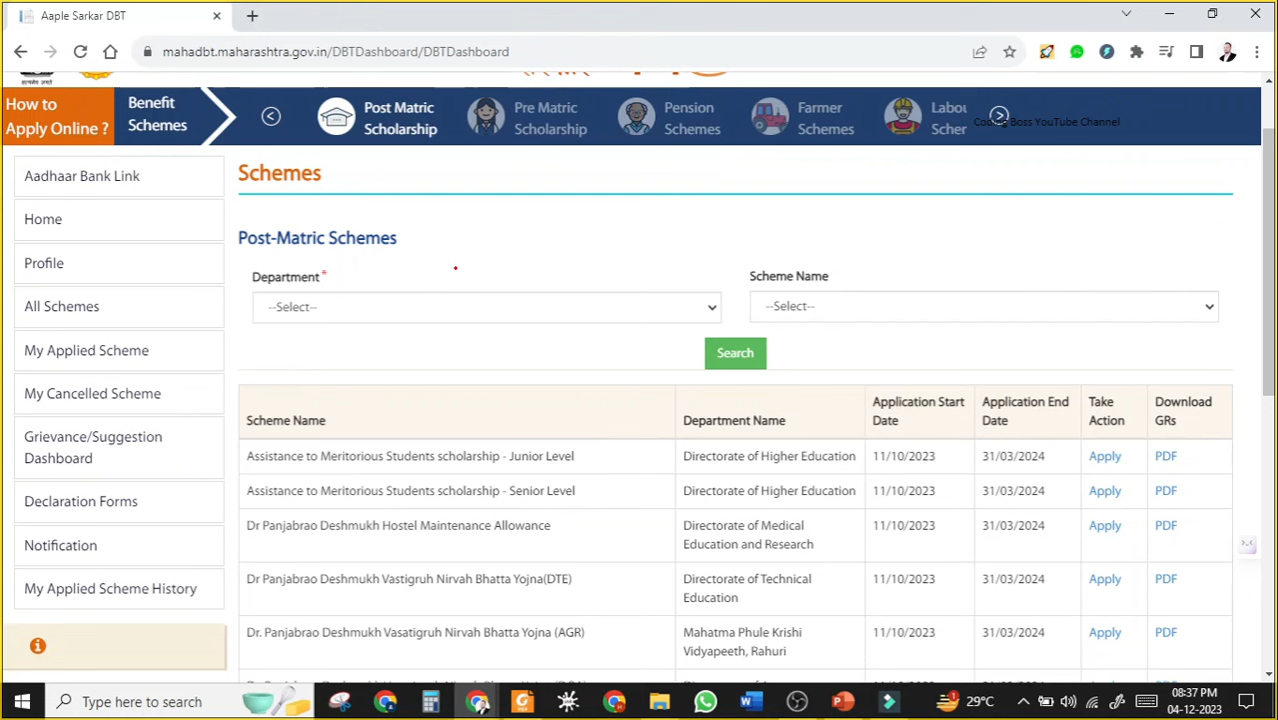 Aaple Sarkar DBT
mahadbt.maharashtra.gov.in/DBTDashboard/DBTDashboard
How to
Apply Online ?
Benefit
Schemes
Post Matric
Scholarship
Pre Matric
Scholarship
Pension
Schemes
Farmer
Schemes
Labou
Schem
Coding Boss YouTube Channel
Aadhaar Bank Link
Home
Profile
All Schemes
My Applied Scheme
My Cancelled Scheme
Grievance/Suggestion
Dashboard
Declaration Forms
Notification
My Applied Scheme History
Schemes
Post-Matric Schemes
Department *
Scheme Name
--Select--
--Select--
Search
Scheme Name
Department Name
Application Start
Date
Application End
Date
Take
Action
Download
GRs
Assistance to Meritorious Students scholarship - Junior Level
Directorate of Higher Education
11/10/2023
31/03/2024
Apply
PDF
Assistance to Meritorious Students scholarship - Senior Level
Directorate of Higher Education
11/10/2023
31/03/2024
Apply
PDF
Dr Panjabrao Deshmukh Hostel Maintenance Allowance
Directorate of Medical
Education and Research
11/10/2023
31/03/2024
Apply
PDF
Dr Panjabrao Deshmukh Vastigruh Nirvah Bhatta Yojna(DTE)
Directorate of Technical
Education
11/10/2023
31/03/2024
Apply
PDF
Dr. Panjabrao Deshmukh Vasatigruh Nirvah Bhatta Yojna (AGR)
Mahatma Phule Krishi
Vidyapeeth, Rahuri
11/10/2023
31/03/2024
Apply
PDF
Type here to search
29°C
08:37 PM
04-12-2023